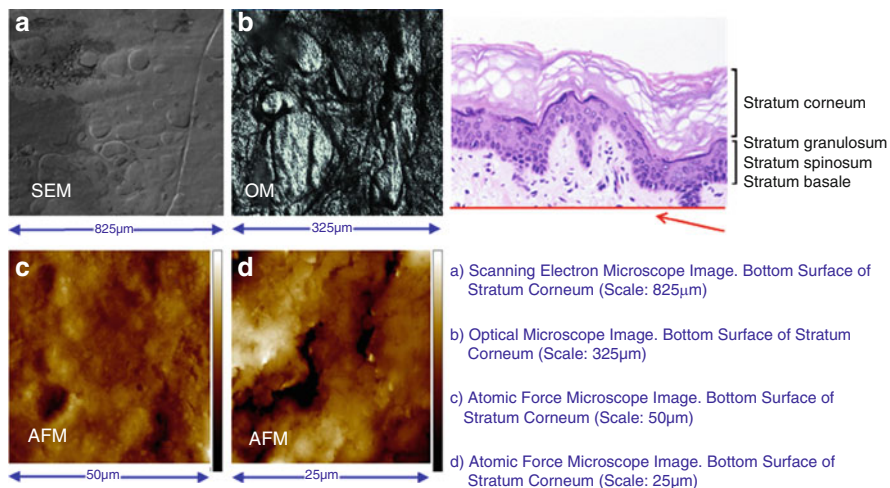 a
SEM
825µm
b
OM
325µm
Stratum corneum
Stratum granulosum
Stratum spinosum
Stratum basale
c
AFM
50µm
d
AFM
25µm
a) Scanning Electron Microscope Image. Bottom Surface of
Stratum Corneum (Scale: 825µm)
b) Optical Microscope Image. Bottom Surface of Stratum
Corneum (Scale: 325µm)
c) Atomic Force Microscope Image. Bottom Surface of
Stratum Corneum (Scale: 50µm)
d) Atomic Force Microscope Image. Bottom Surface of
Stratum Corneum (Scale: 25µm)